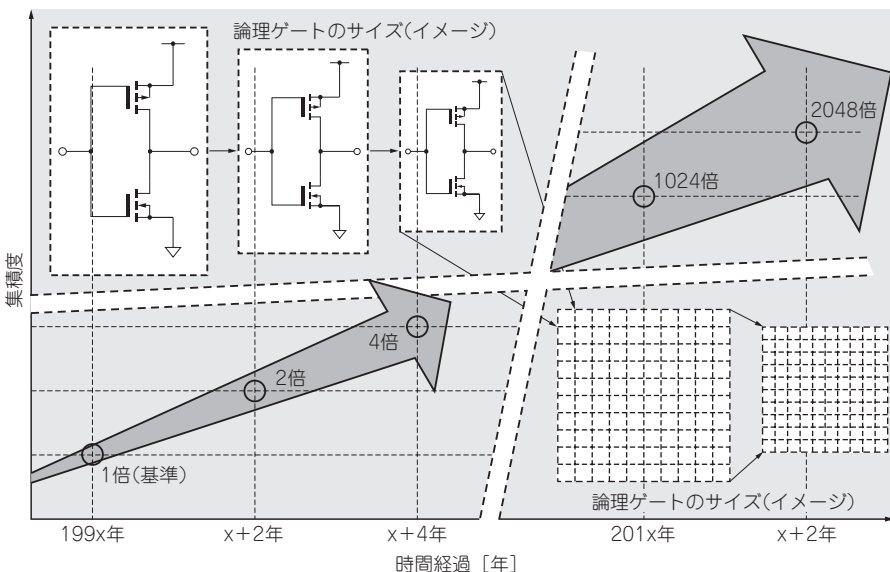 論理ゲートのサイズ(イメージ)
2048倍
1024倍
集積度
4倍
2倍
1倍(基準)
論理ゲートのサイズ(イメージ)
199x年
x+2年
x+4年
201x年
x+2年
時間経過［年］